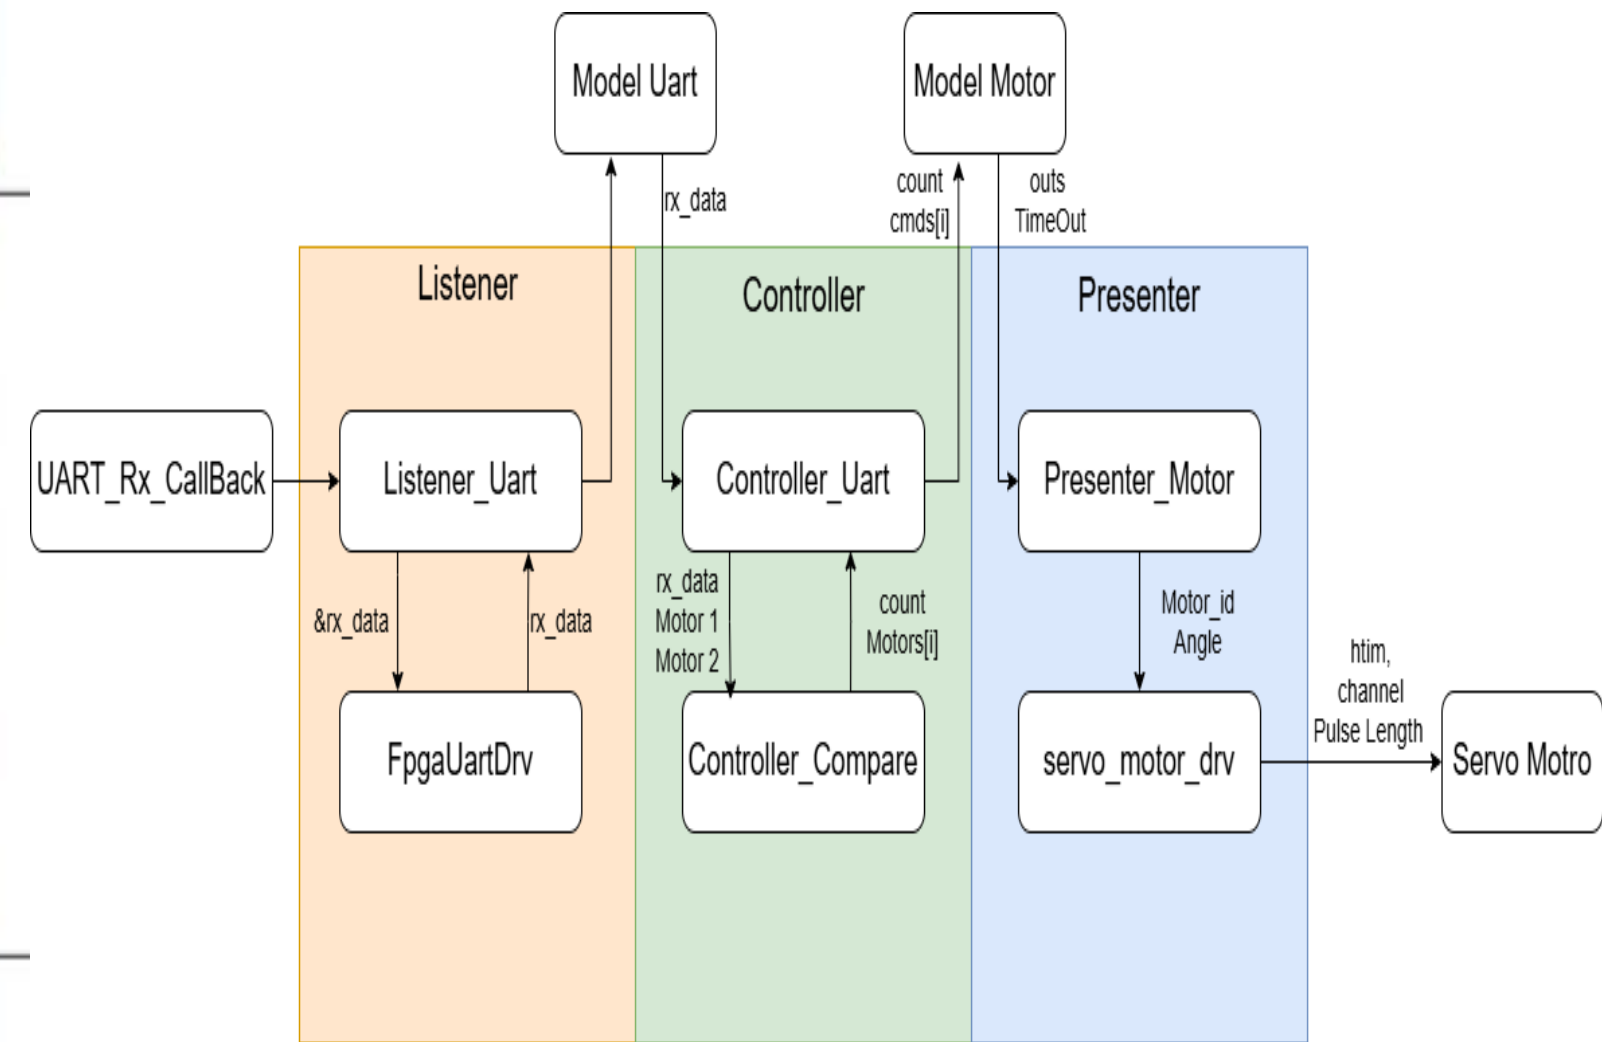 Model Uart
Model Motor
rx_data
count
cmds[i]
outs
TimeOut
Listener
Controller
Presenter
UART_Rx_CallBack
Listener_Uart
Controller_Uart
Presenter_Motor
&rx_data
rx_data
rx_data
Motor 1
Motor 2
count
Motors[i]
Motor_id
Angle
htim,
channel
Pulse Length
FpgaUartDrv
Controller_Compare
servo_motor_drv
Servo Motro